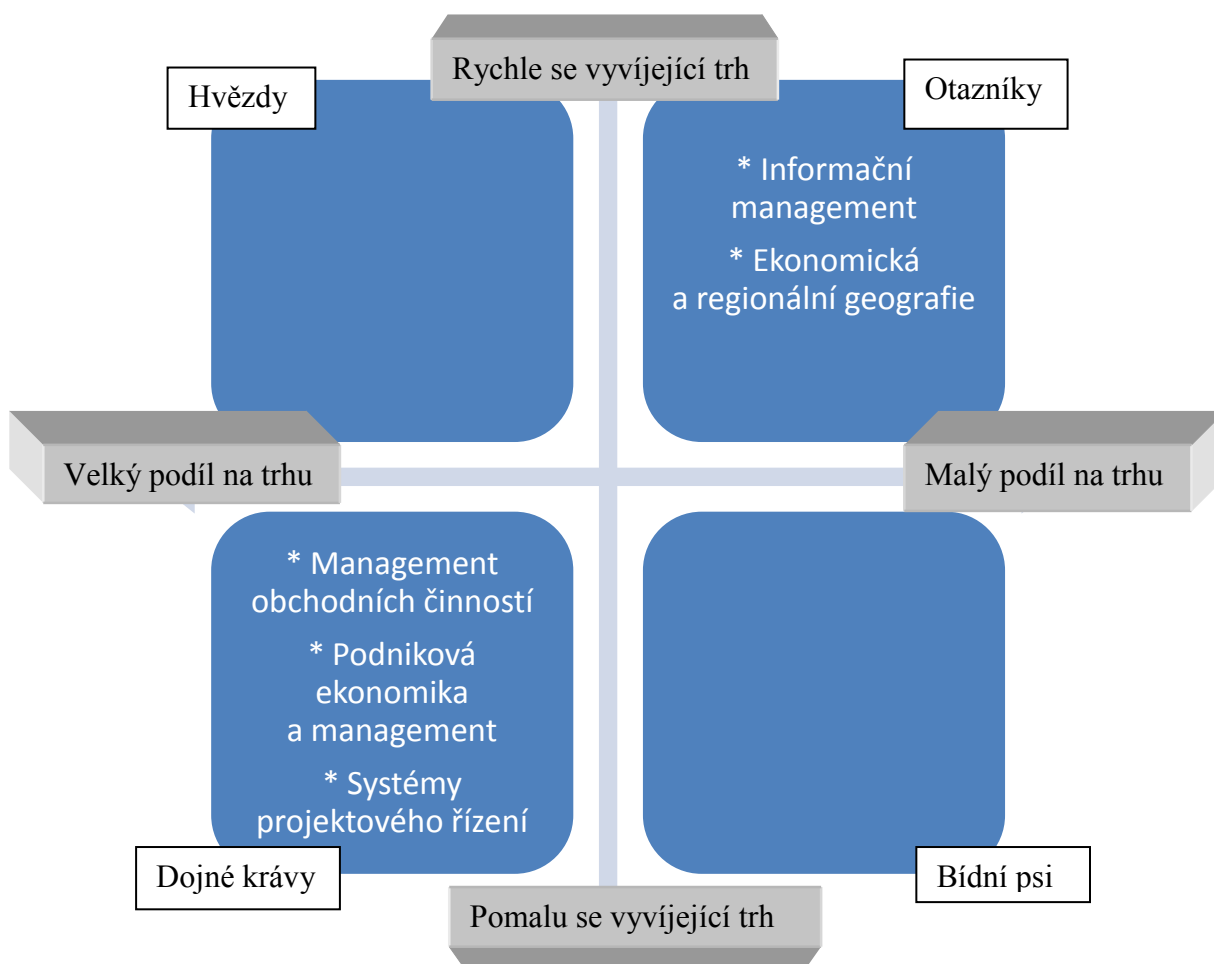 Rychle se vyvíjející trh
Hvězdy
Otazníky
* Informační
management
* Ekonomická
a regionální geografie
Velký podíl na trhu
Malý podíl na trhu
* Management
obchodních činností
* Podniková
ekonomika
a management
* Systémy
projektového řízení
Dojné krávy
Bídní psi
Pomalu se vyvíjející trh